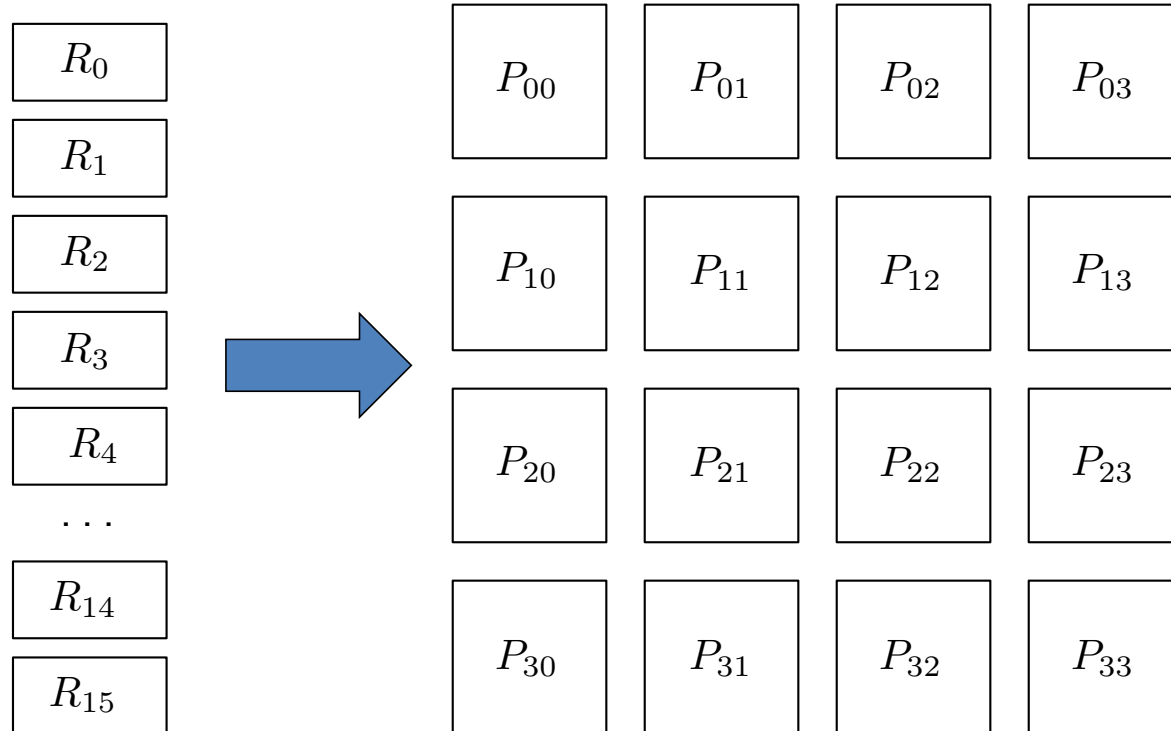 R₀
R₁
R₂
R₃
R₄
...
R₁₄
R₁₅
P₀₀ P₀₁ P₀₂ P₀₃
P₁₀ P₁₁ P₁₂ P₁₃
P₂₀ P₂₁ P₂₂ P₂₃
P₃₀ P₃₁ P₃₂ P₃₃